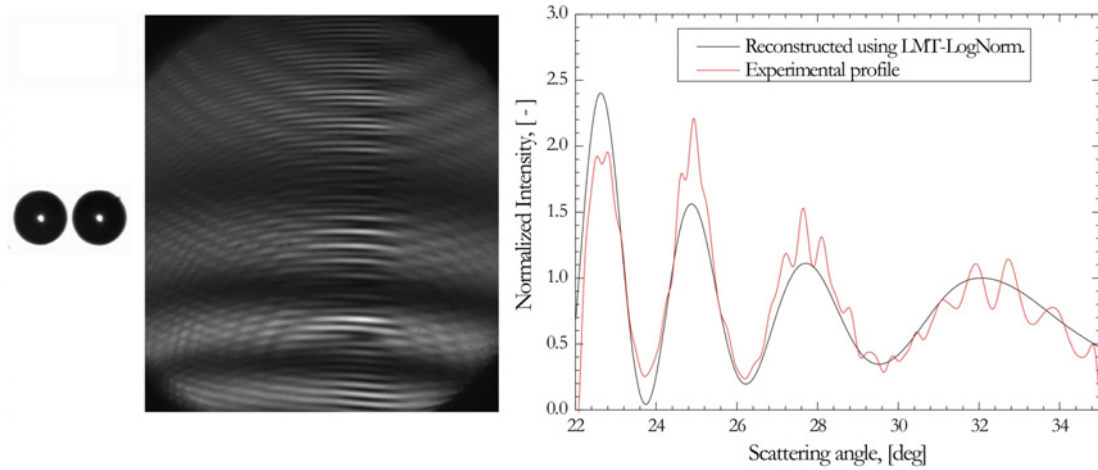 3.0
2.5
2.0
1.5
1.0
0.5
0.0
Normalized Intensity, [ - ]
Reconstructed using LMT-LogNorm.
Experimental profile
22 24 26 28 30 32 34
Scattering angle, [deg]